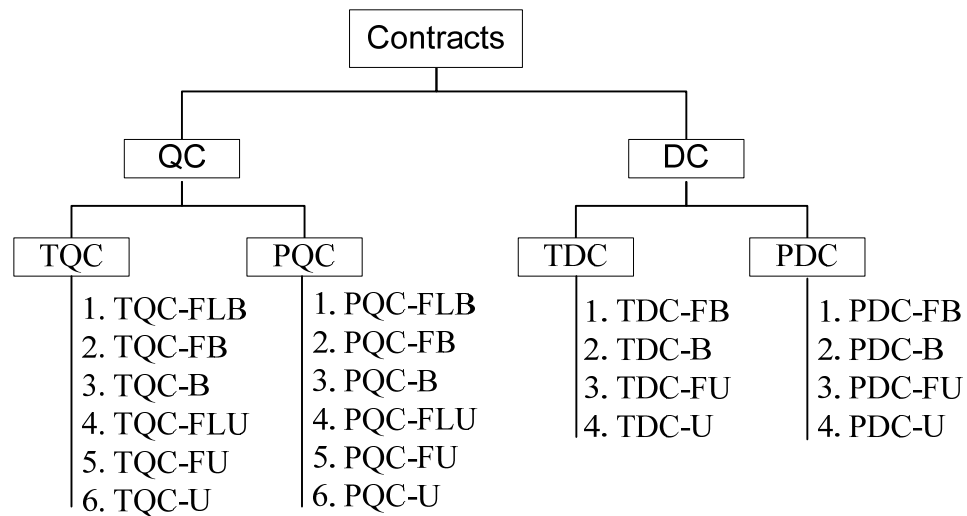 Contracts
QC
DC
TQC
PQC
TDC
PDC
1. TQC-FLB
2. TQC-FB
3. TQC-B
4. TQC-FLU
5. TQC-FU
6. TQC-U
1. PQC-FLB
2. PQC-FB
3. PQC-B
4. PQC-FLU
5. PQC-FU
6. PQC-U
1. TDC-FB
2. TDC-B
3. TDC-FU
4. TDC-U
1. PDC-FB
2. PDC-B
3. PDC-FU
4. PDC-U